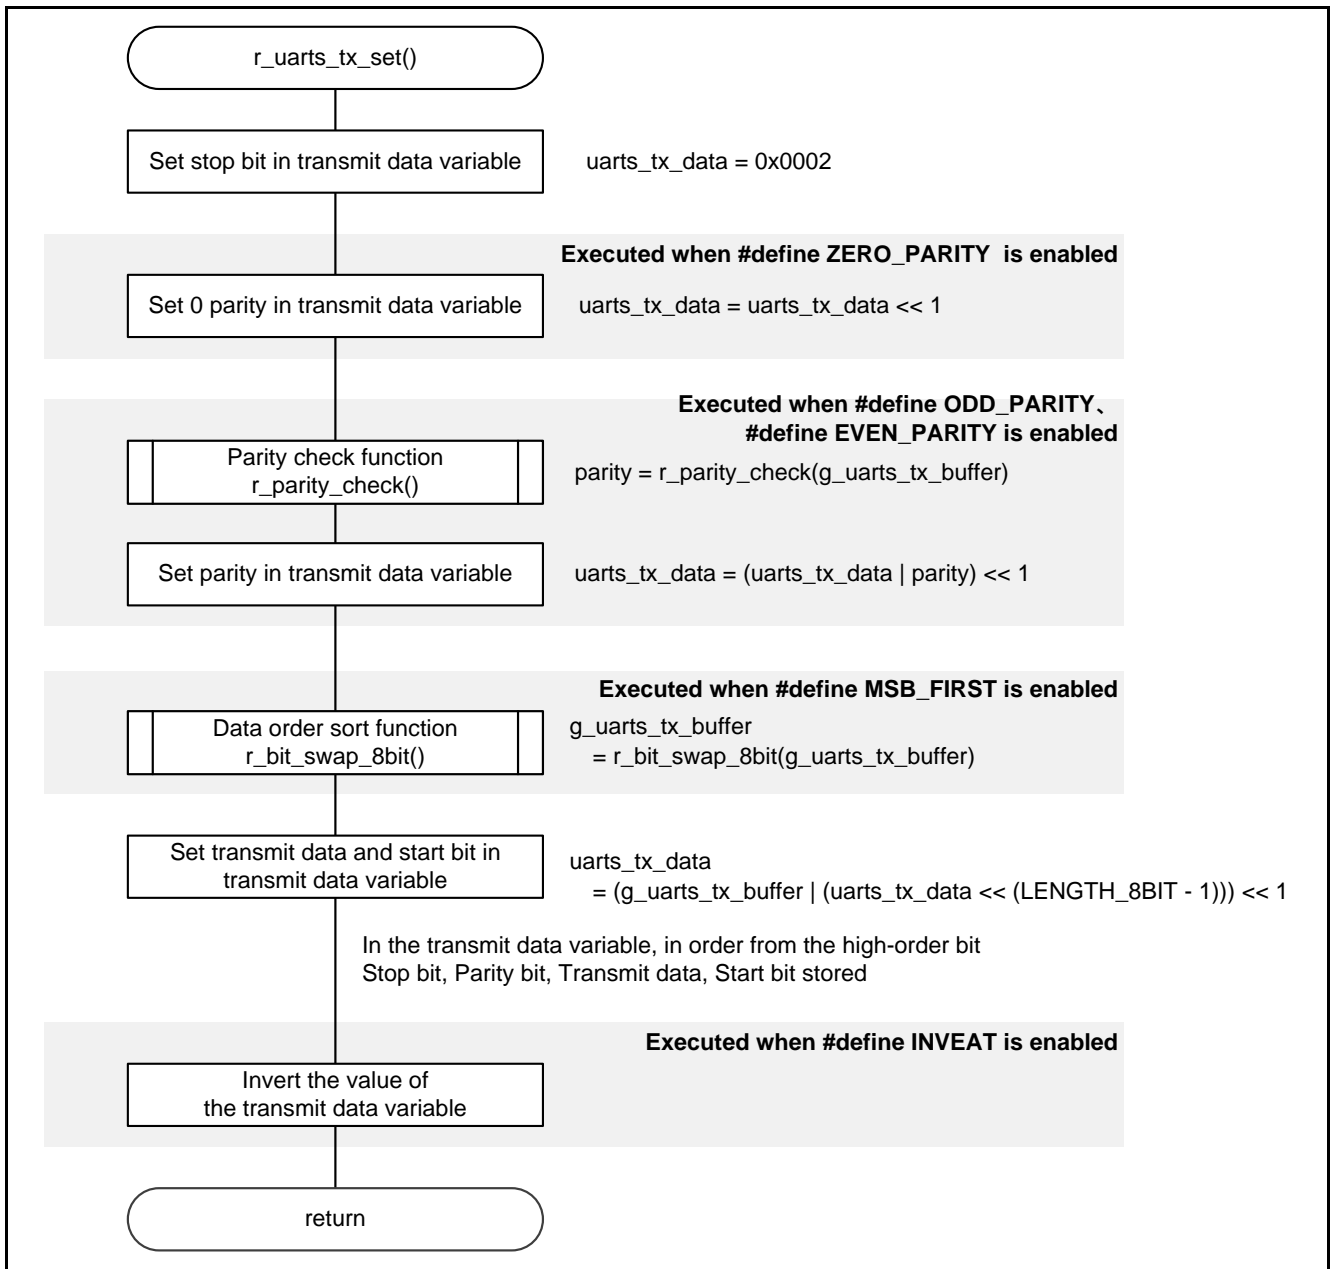 r_uarts_tx_set()
Set stop bit in transmit data variable
uarts_tx_data = 0x0002
Executed when #define ZERO_PARITY  is enabled
Set 0 parity in transmit data variable
uarts_tx_data = uarts_tx_data << 1
Executed when #define ODD_PARITY、
#define EVEN_PARITY is enabled
Parity check function
r_parity_check()
parity = r_parity_check(g_uarts_tx_buffer)
Set parity in transmit data variable
uarts_tx_data = (uarts_tx_data | parity) << 1
Executed when #define MSB_FIRST is enabled
Data order sort function
r_bit_swap_8bit()
g_uarts_tx_buffer
= r_bit_swap_8bit(g_uarts_tx_buffer)
Set transmit data and start bit in
transmit data variable
uarts_tx_data
= (g_uarts_tx_buffer | (uarts_tx_data << (LENGTH_8BIT - 1))) << 1
In the transmit data variable, in order from the high-order bit
Stop bit, Parity bit, Transmit data, Start bit stored
Executed when #define INVEAT is enabled
Invert the value of
the transmit data variable
return